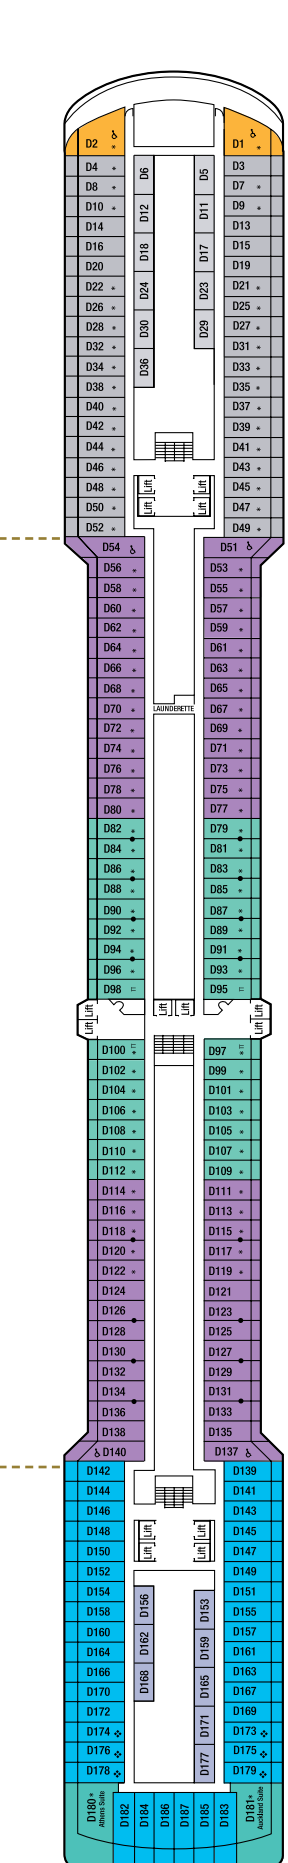 D2 * D1 *
D4 * D6 D5 D3
D8 * D7 *
D10 * D12 D11 D9 *
D14 D13
D16 D18 D17 D15
D20 D19
D22 * D24 D23 D21 *
D26 * D25 *
D28 * D30 D29 D27 *
D32 * D31 *
D34 * D36 D33 *
D38 * D35 *
D40 * D37 *
D42 * D39 *
D44 * D41 *
D46 * D43 *
D48 * Lift Lift D45 *
D50 * Lift Lift D47 *
D52 * D49 *
D54 D51
D56 * D53 *
D58 * D55 *
D60 * D57 *
D62 * D59 *
D64 * D61 *
D66 * D63 *
D68 * D65 *
D70 * LAUNDERETTE D67 *
D72 * D69 *
D74 * D71 *
D76 * D73 *
D78 * D75 *
D80 * D77 *
D82 * D79 *
D84 * D81 *
D86 * D83 *
D88 * D85 *
D90 * D87 *
D92 * D89 *
D94 * D91 *
D96 * D93 *
D98 D95
Lift Lift Lift Lift
Lift Lift
D100 * D97 *
D102 * D99 *
D104 * D101 *
D106 * D103 *
D108 * D105 *
D110 * D107 *
D112 * D109 *
D114 * D111 *
D116 * D113 *
D118 * D115 *
D120 * D117 *
D122 * D119 *
D124 D121
D126 D123
D128 D125
D130 D127
D132 D129
D134 D131
D136 D133
D138 D135
D140 D137
D142 D139
D144 D141
D146 D143
D148 Lift Lift D145
D150 Lift Lift D147
D152 D149
D154 D156 D153 D151
D158 D155
D160 D162 D159 D157
D164 D161
D166 D168 D165 D163
D170 D167
D172 D171 D169
D174 D173
D176 D177 D175
D178 D179
D180* Athens Suite D182 D184 D186 D187 D185 D183 D181* Auckland Suite